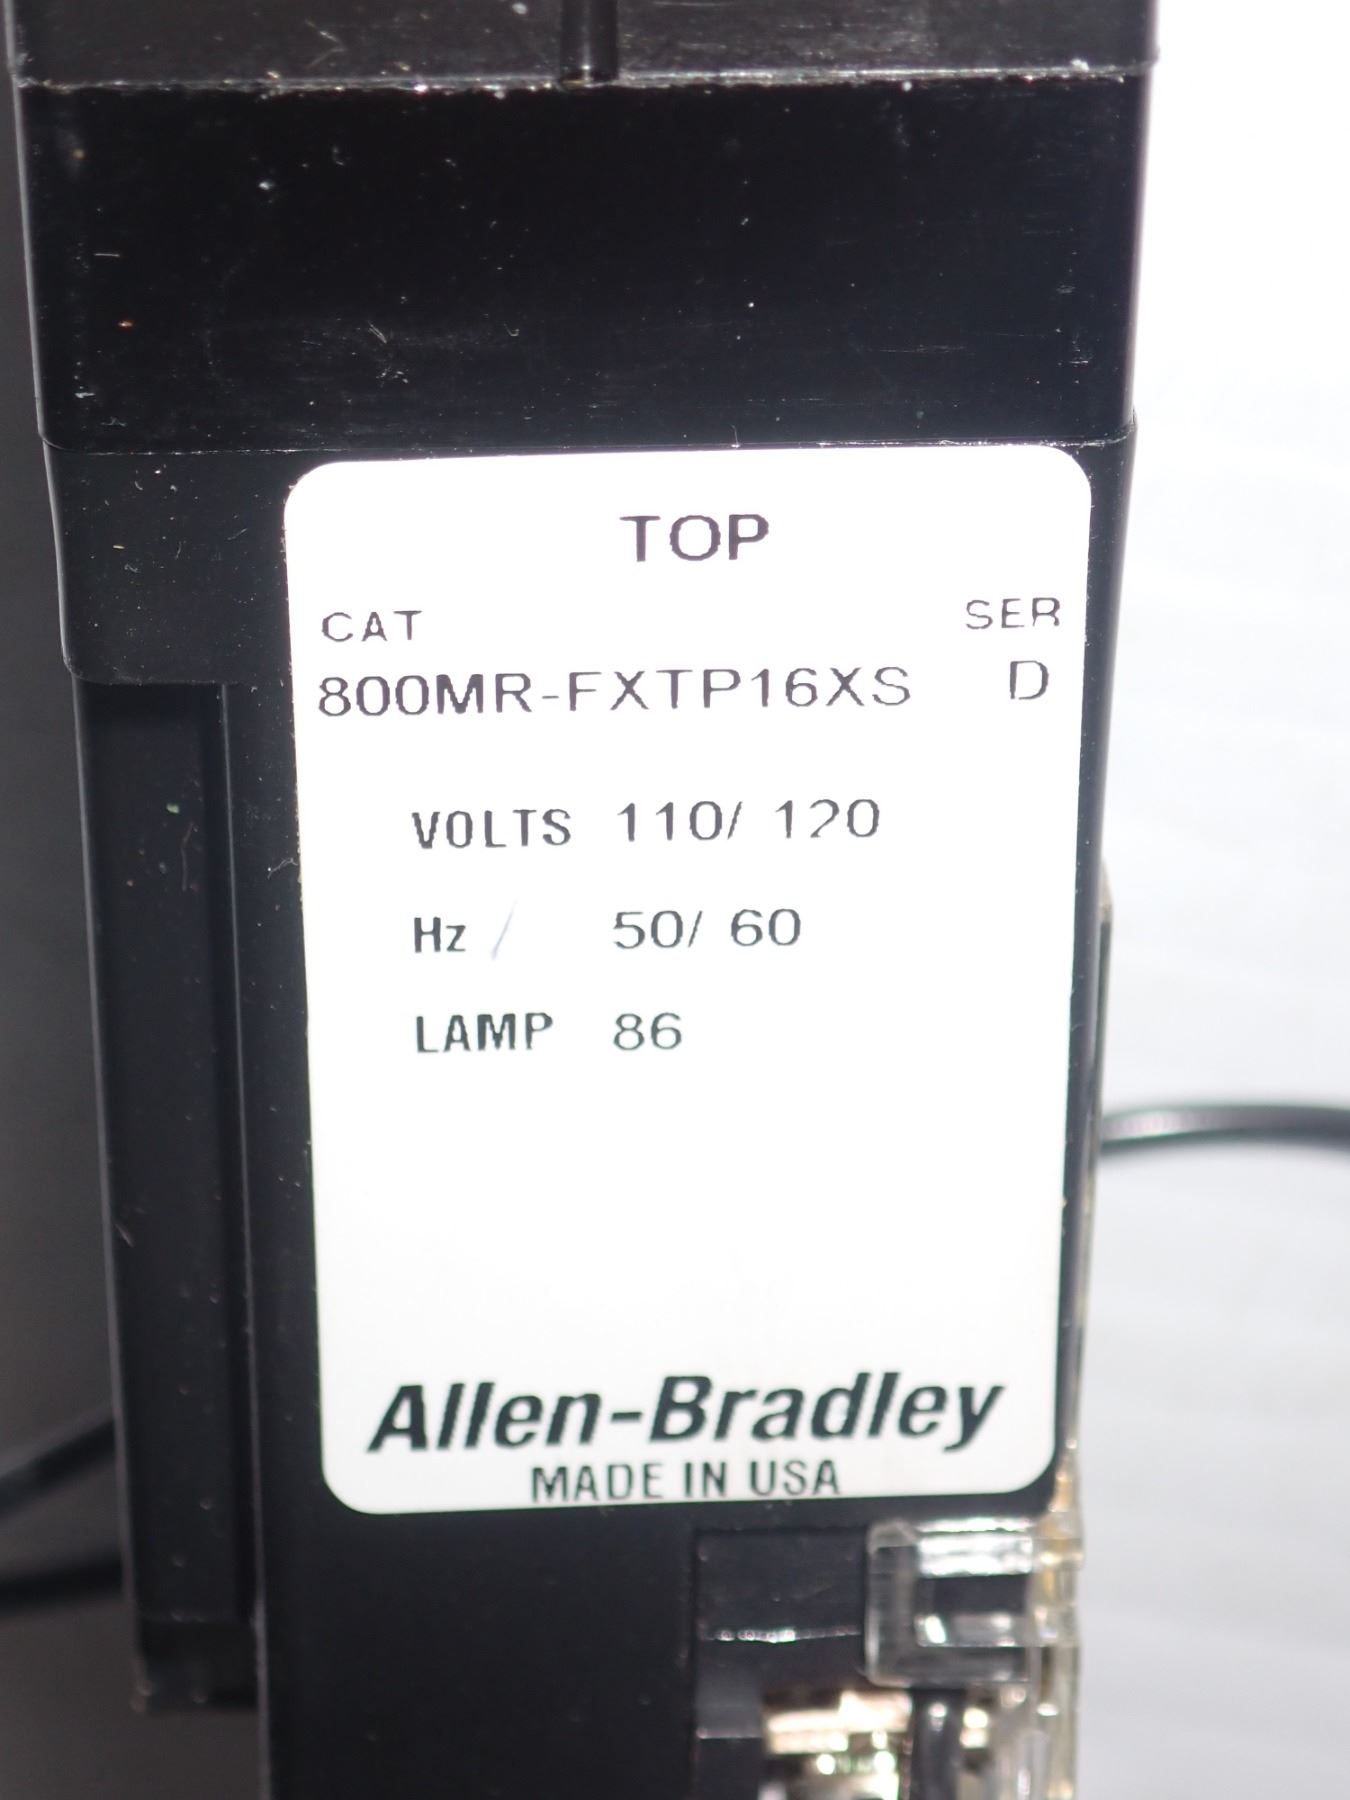 TOP
CAT SER
800MR-FXTP16XS D
VOLTS 110/ 120
Hz / 50/ 60
LAMP 86
Allen-Bradley
MADE IN USA